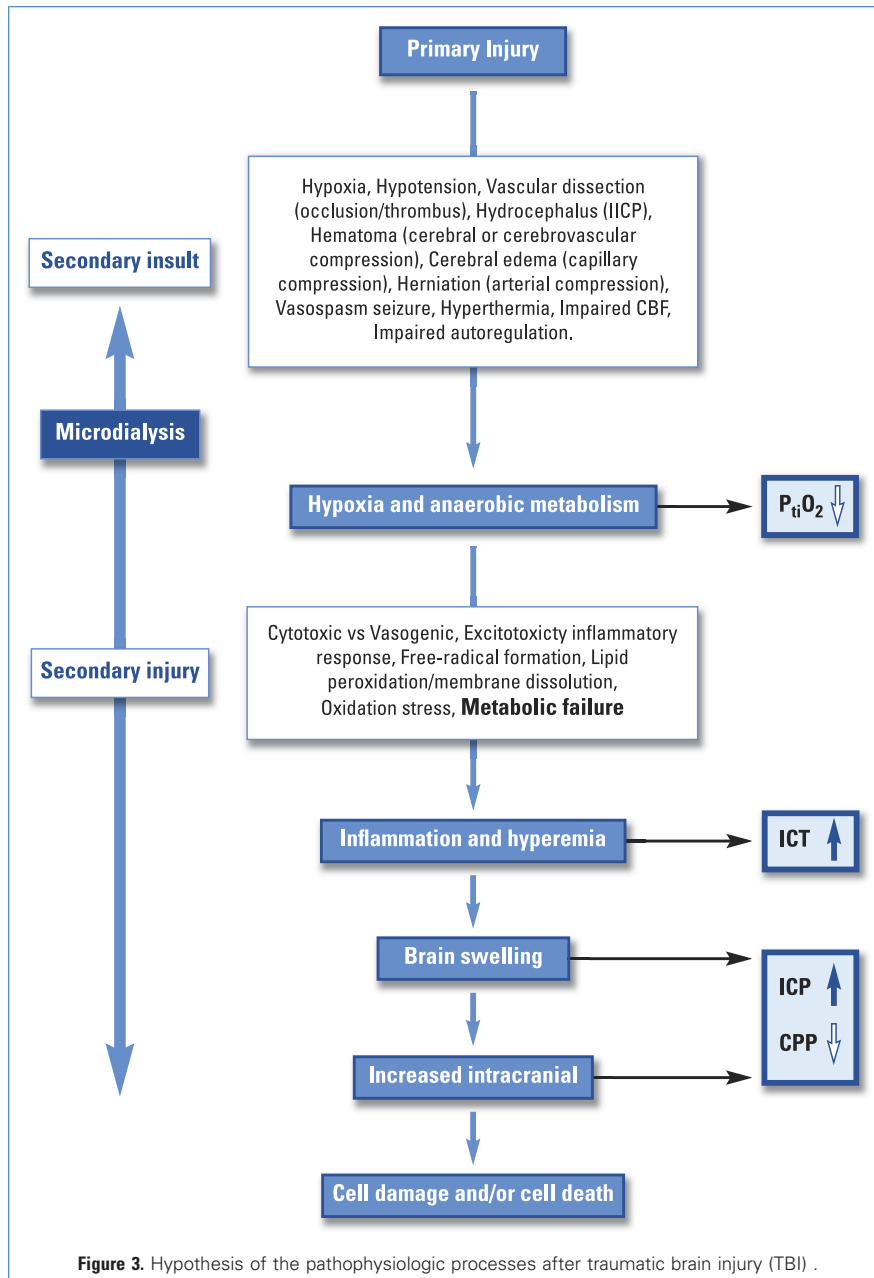 Primary Injury
Hypoxia, Hypotension, Vascular dissection
(occlusion/thrombus), Hydrocephalus (IICP),
Hematoma (cerebral or cerebrovascular
compression), Cerebral edema (capillary
compression), Herniation (arterial compression),
Vasospasm seizure, Hyperthermia, Impaired CBF,
Impaired autoregulation.
Secondary insult
Microdialysis
Hypoxia and anaerobic metabolism
PtiO2
Cytotoxic vs Vasogenic, Excitotoxicty inflammatory
response, Free-radical formation, Lipid
peroxidation/membrane dissolution,
Oxidation stress, Metabolic failure
Secondary injury
Inflammation and hyperemia
ICT
Brain swelling
ICP
CPP
Increased intracranial
Cell damage and/or cell death
Figure 3. Hypothesis of the pathophysiologic processes after traumatic brain injury (TBI) .